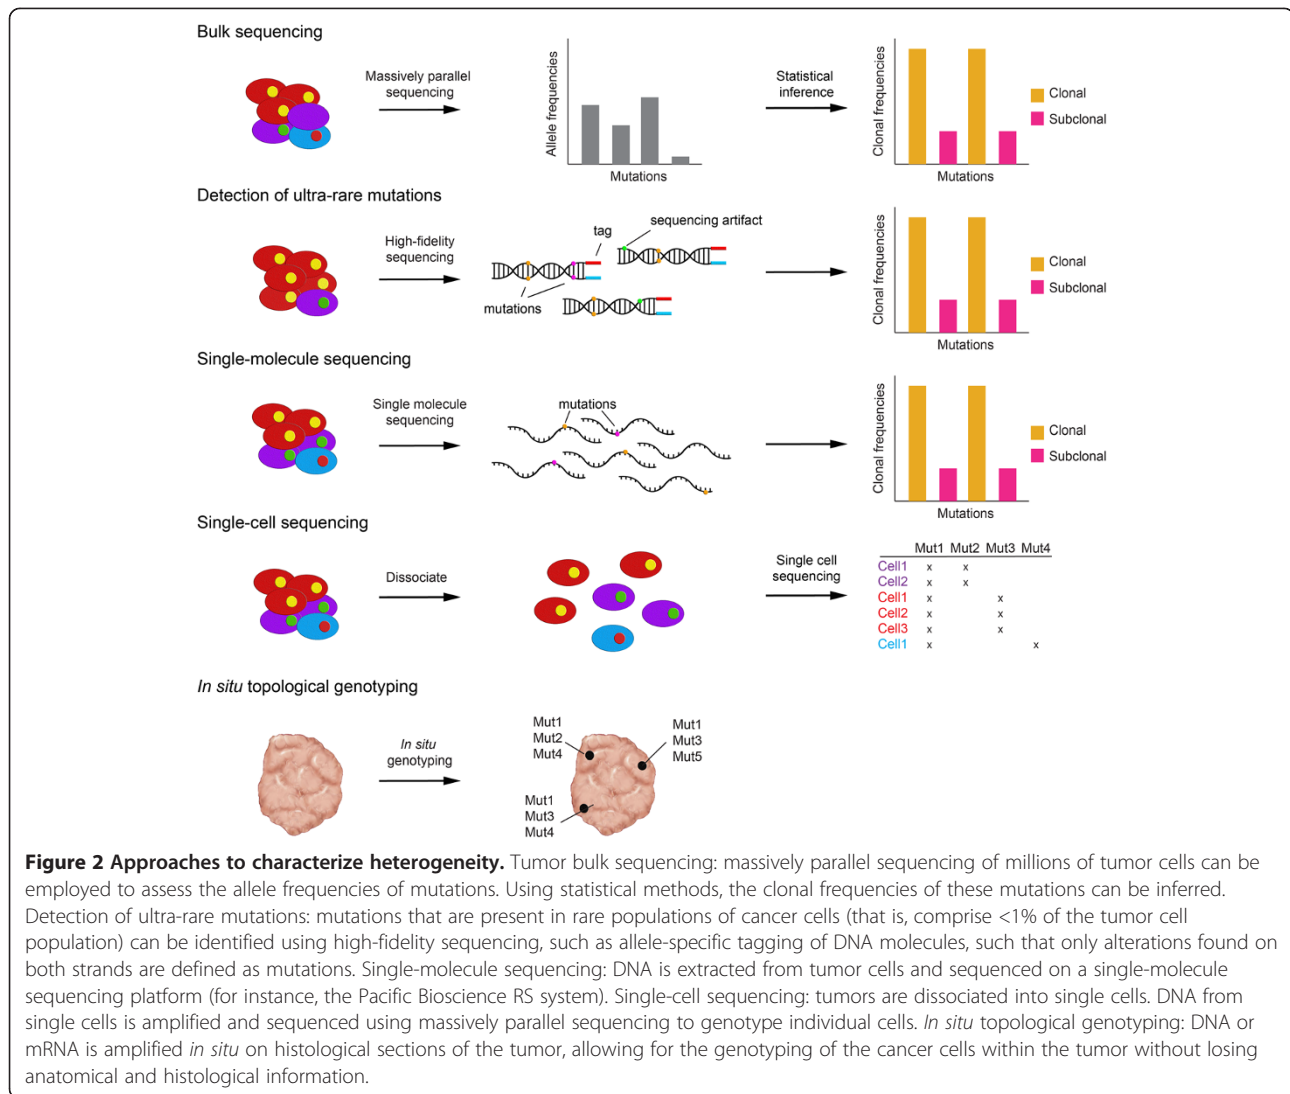 Bulk sequencing
Massively parallel
sequencing
Allele frequencies
Mutations
Statistical
inference
Clonal frequencies
Mutations
Clonal
Subclonal
Detection of ultra-rare mutations
High-fidelity
sequencing
tag
sequencing artifact
mutations
Clonal frequencies
Mutations
Clonal
Subclonal
Single-molecule sequencing
Single molecule
sequencing
mutations
Clonal frequencies
Mutations
Clonal
Subclonal
Single-cell sequencing
Dissociate
Single cell
sequencing
Mut1 Mut2 Mut3 Mut4
Cell1 x x
Cell2 x x
Cell1 x x
Cell2 x x
Cell3 x x
Cell1 x x
In situ topological genotyping
In situ
genotyping
Mut1
Mut2
Mut4
Mut1
Mut3
Mut5
Mut1
Mut3
Mut4
Figure 2 Approaches to characterize heterogeneity. Tumor bulk sequencing: massively parallel sequencing of millions of tumor cells can be
employed to assess the allele frequencies of mutations. Using statistical methods, the clonal frequencies of these mutations can be inferred.
Detection of ultra-rare mutations: mutations that are present in rare populations of cancer cells (that is, comprise <1% of the tumor cell
population) can be identified using high-fidelity sequencing, such as allele-specific tagging of DNA molecules, such that only alterations found on
both strands are defined as mutations. Single-molecule sequencing: DNA is extracted from tumor cells and sequenced on a single-molecule
sequencing platform (for instance, the Pacific Bioscience RS system). Single-cell sequencing: tumors are dissociated into single cells. DNA from
single cells is amplified and sequenced using massively parallel sequencing to genotype individual cells. In situ topological genotyping: DNA or
mRNA is amplified in situ on histological sections of the tumor, allowing for the genotyping of the cancer cells within the tumor without losing
anatomical and histological information.